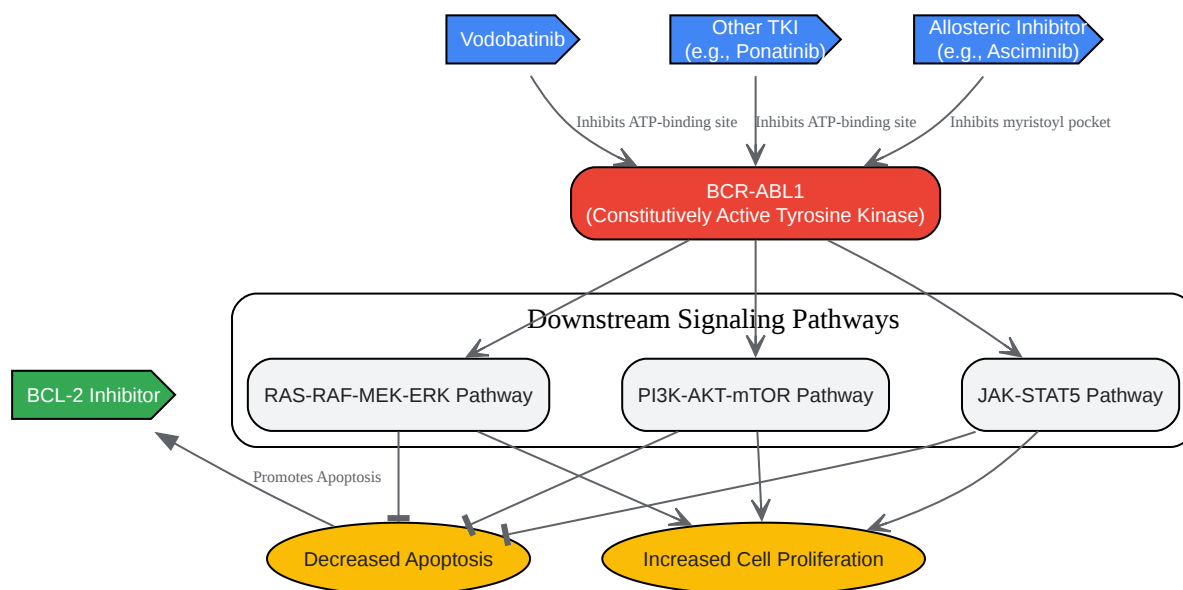 Vodobatinib
Other TKI
(e.g., Ponatinib)
Allosteric Inhibitor
(e.g., Asciminib)
Inhibits ATP-binding site
Inhibits ATP-binding site
Inhibits myristoyl pocket
BCR-ABL1
(Constitutively Active Tyrosine Kinase)
Downstream Signaling Pathways
RAS-RAF-MEK-ERK Pathway
PI3K-AKT-mTOR Pathway
JAK-STAT5 Pathway
BCL-2 Inhibitor
Promotes Apoptosis
Decreased Apoptosis
Increased Cell Proliferation